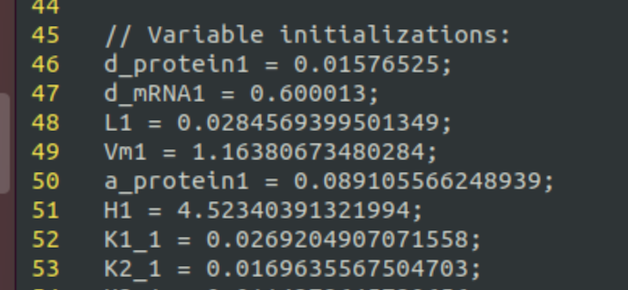 44
45 // Variable initializations:
46 d_protein1 = 0.01576525;
47 d_mRNA1 = 0.600013;
48 L1 = 0.0284569399501349;
49 Vm1 = 1.16380673480284;
50 a_protein1 = 0.089105566248939;
51 H1 = 4.52340391321994;
52 K1_1 = 0.0269204907071558;
53 K2_1 = 0.0169635567504703;